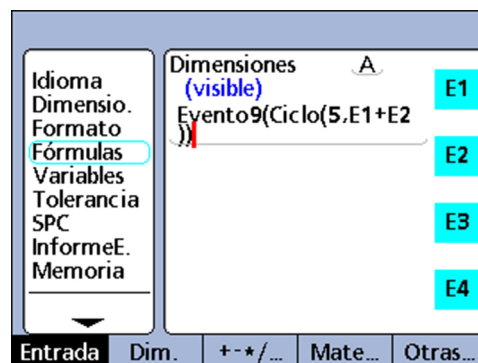 Idioma
Dimensio.
Formato
Fórmulas
Variables
Tolerancia
SPC
InformeE.
Memoria
Dimensiones A
(visible)
Evento9(Ciclo(5,E1+E2
))
E1
E2
E3
E4
Entrada Dim. +-*/... Mate... Otras...